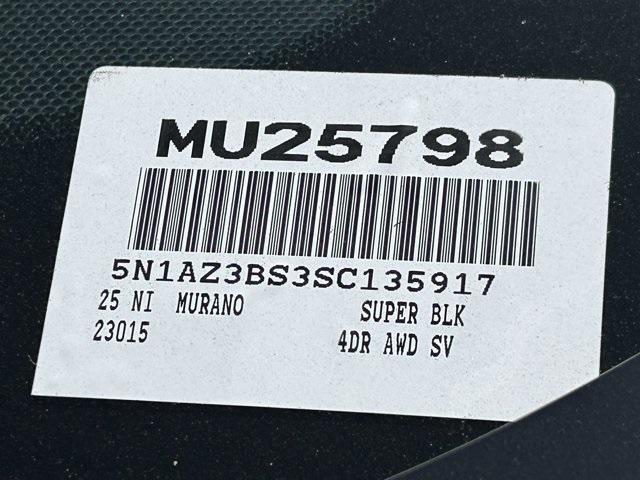 MU25798
5N1AZ3BS3SC135917
25 NI MURANO SUPER BLK
23015 4DR AWD SV